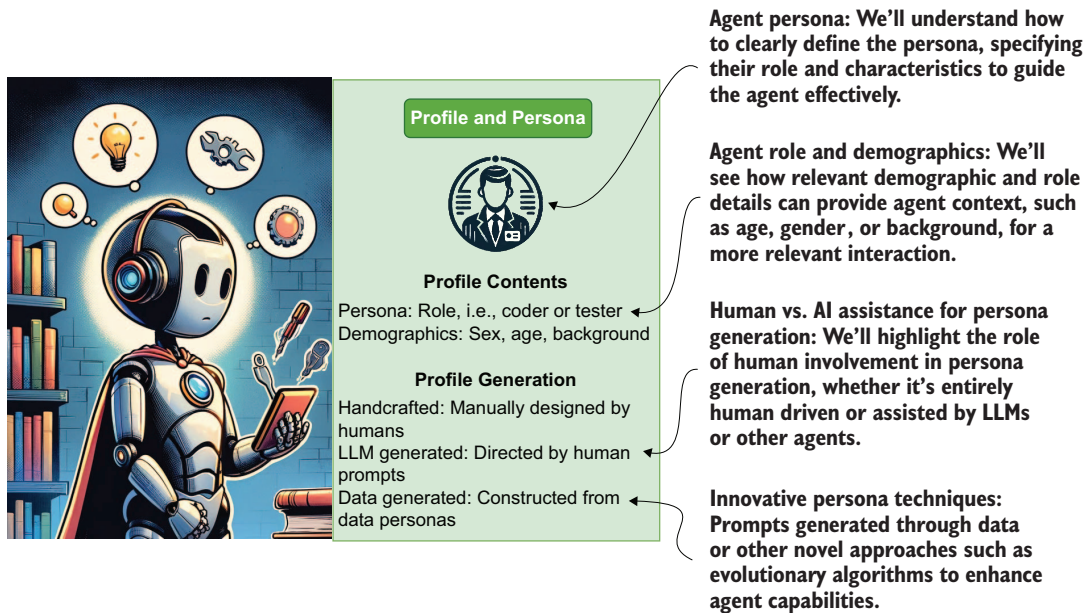 Profile and Persona
Profile Contents
Persona: Role, i.e., coder or tester
Demographics: Sex, age, background
Profile Generation
Handcrafted: Manually designed by
humans
LLM generated: Directed by human
prompts
Data generated: Constructed from
data personas
Agent persona: We’ll understand how
to clearly define the persona, specifying
their role and characteristics to guide
the agent effectively.
Agent role and demographics: We’ll
see how relevant demographic and role
details can provide agent context, such
as age, gender, or background, for a
more relevant interaction.
Human vs. AI assistance for persona
generation: We’ll highlight the role
of human involvement in persona
generation, whether it’s entirely
human driven or assisted by LLMs
or other agents.
Innovative persona techniques:
Prompts generated through data
or other novel approaches such as
evolutionary algorithms to enhance
agent capabilities.